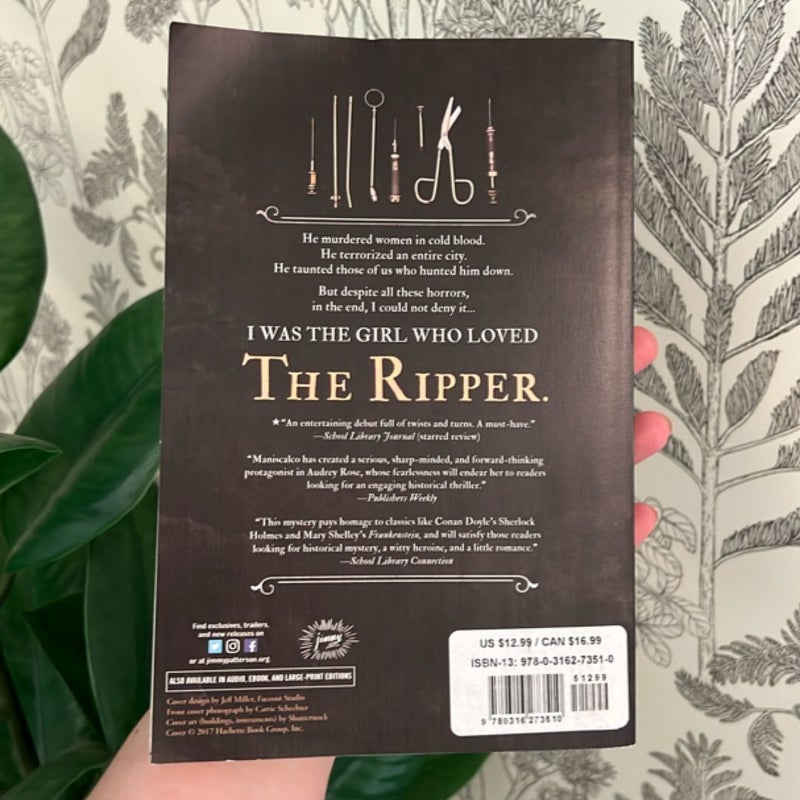 He murdered women in cold blood.
He terrorized an entire city.
He taunted those of us who hunted him down.
But despite all these horrors,
in the end, I could not deny it...
I WAS THE GIRL WHO LOVED
THE RIPPER.
★“An entertaining debut full of twists and turns. A must-have.”
—School Library Journal (starred review)
“Maniscalco has created a serious, sharp-minded, and forward-thinking
protagonist in Audrey Rose, whose fearlessness will endear her to readers
looking for an engaging historical thriller.”
—Publishers Weekly
“This mystery pays homage to classics like Conan Doyle’s Sherlock
Holmes and Mary Shelley’s Frankenstein, and will satisfy those readers
looking for historical mystery, a witty heroine, and a little romance.”
—School Library Connection
Find exclusives, trailers,
and new releases on
or at jimmypatterson.org.
jimmy
ALSO AVAILABLE IN AUDIO, EBOOK, AND LARGE-PRINT EDITIONS
Cover design by Jeff Miller, Faceout Studio
Front cover photograph by Carrie Schechter
Cover art (buildings, instruments) by Shutterstock
Cover © 2017 Hachette Book Group, Inc.
US $12.99 / CAN $16.99
ISBN-13: 978-0-3162-7351-0
51299
9 780316 273510